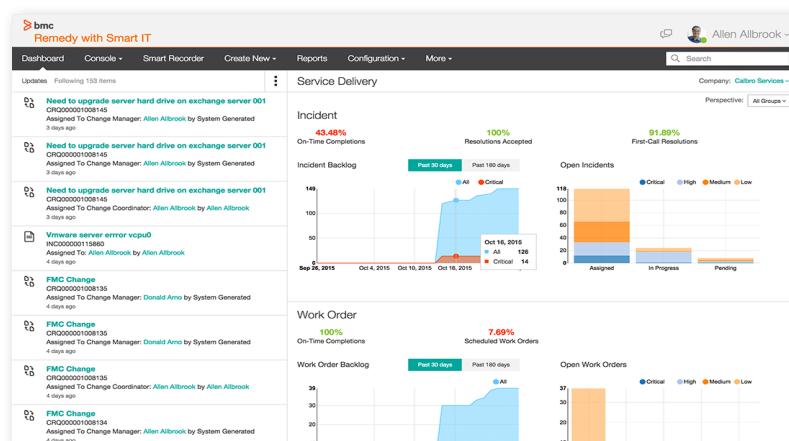 bmc
Remedy with Smart IT
Allen Allbrook
Dashboard Console Smart Recorder Create New Reports Configuration More Search
Updates Following 153 items
Need to upgrade server hard drive on exchange server 001
CRQ000001008145
Assigned To Change Manager: Allen Allbrook by System Generated
3 days ago
Need to upgrade server hard drive on exchange server 001
CRQ000001008145
Assigned To Change Manager: Allen Allbrook by System Generated
3 days ago
Need to upgrade server hard drive on exchange server 001
CRQ000001008145
Assigned To Change Coordinator: Allen Allbrook by Allen Allbrook
3 days ago
Vmware server errror vcpu0
INC000000115860
Assigned To: Allen Allbrook by Allen Allbrook
4 days ago
FMC Change
CRQ000001008135
Assigned To Change Manager: Donald Arno by System Generated
4 days ago
FMC Change
CRQ000001008135
Assigned To Change Manager: Donald Arno by System Generated
4 days ago
FMC Change
CRQ000001008135
Assigned To Change Coordinator: Allen Allbrook by Allen Allbrook
4 days ago
FMC Change
CRQ000001008134
Assigned To Change Manager: Allen Allbrook by System Generated
4 days ago
Service Delivery
Company: Calbro Services
Perspective: All Groups
Incident
43.48% 100% 91.89%
On-Time Completions Resolutions Accepted First-Call Resolutions
Incident Backlog Past 30 days Past 180 days
All Critical
149
100
50
0
Sep 26, 2015 Oct 4, 2015 Oct 10, 2015 Oct 16, 2015
Oct 16, 2015
All 126
Critical 14
Open Incidents
Critical High Medium Low
118
100
80
60
40
20
0
Assigned In Progress Pending
Work Order
100% 7.69%
On-Time Completions Scheduled Work Orders
Work Order Backlog Past 30 days Past 180 days
All
39
30
20
Open Work Orders
Critical High Medium Low
37
30
20